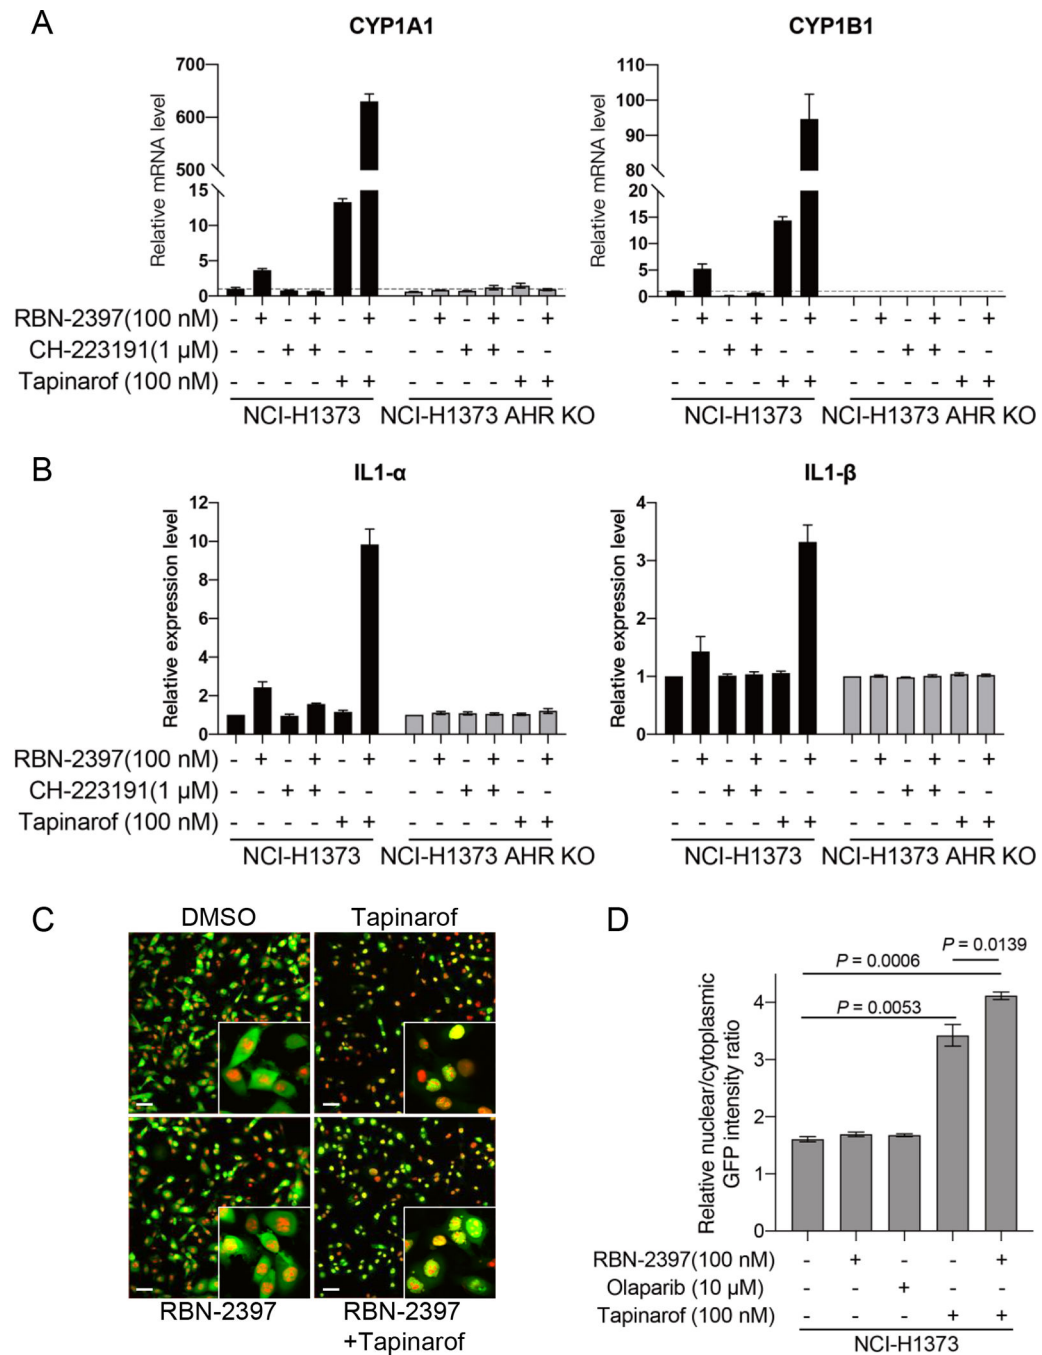 A
CYP1A1
CYP1B1
Relative mRNA level
700
600
500
15
10
5
0
Relative mRNA level
110
100
90
80
20
15
10
5
0
RBN-2397(100 nM) - + - + - + - + - + - + - + - + - + - + - + - +
CH-223191(1 µM) - - + + - - - - + + - - - - + + - - - - + + - -
Tapinarof (100 nM) - - - - + + - - - - + + - - - - + + - - - - + +
NCI-H1373 NCI-H1373 AHR KO NCI-H1373 NCI-H1373 AHR KO
B
IL1-α
IL1-β
Relative expression level
12
10
8
6
4
2
0
Relative expression level
4
3
2
1
0
RBN-2397(100 nM) - + - + - + - + - + - + - + - + - + - + - + - +
CH-223191(1 µM) - - + + - - - - + + - - - - + + - - - - + + - -
Tapinarof (100 nM) - - - - + + - - - - + + - - - - + + - - - - + +
NCI-H1373 NCI-H1373 AHR KO NCI-H1373 NCI-H1373 AHR KO
C
DMSO
Tapinarof
RBN-2397
RBN-2397
+Tapinarof
D
P = 0.0139
P = 0.0006
P = 0.0053
Relative nuclear/cytoplasmic
GFP intensity ratio
4
3
2
1
0
RBN-2397(100 nM) - + - - +
Olaparib (10 µM) - - + - -
Tapinarof (100 nM) - - - + +
NCI-H1373